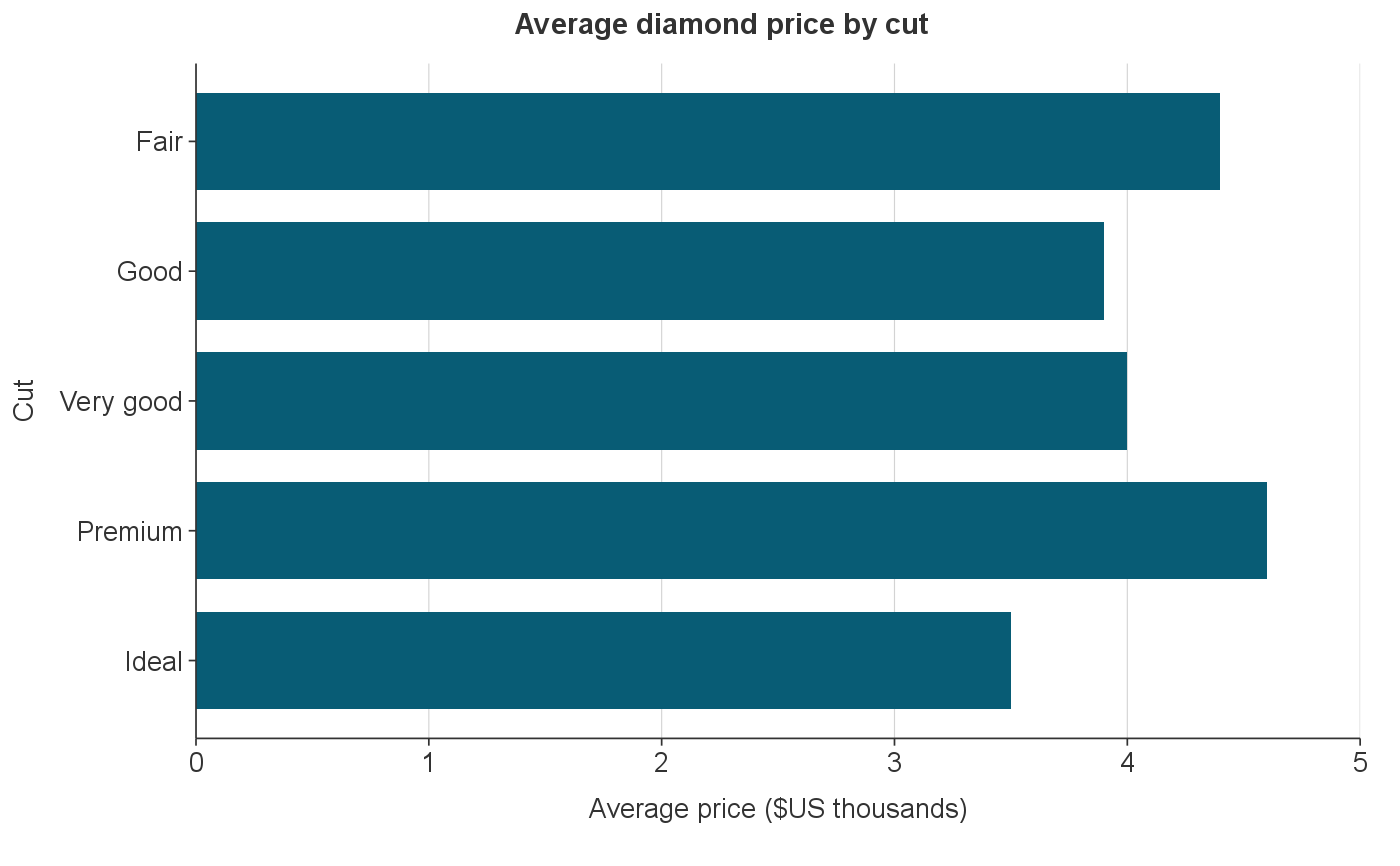 Average diamond price by cut
Fair
Good
Very good
Premium
Ideal
Cut
0 1 2 3 4 5
Average price ($US thousands)